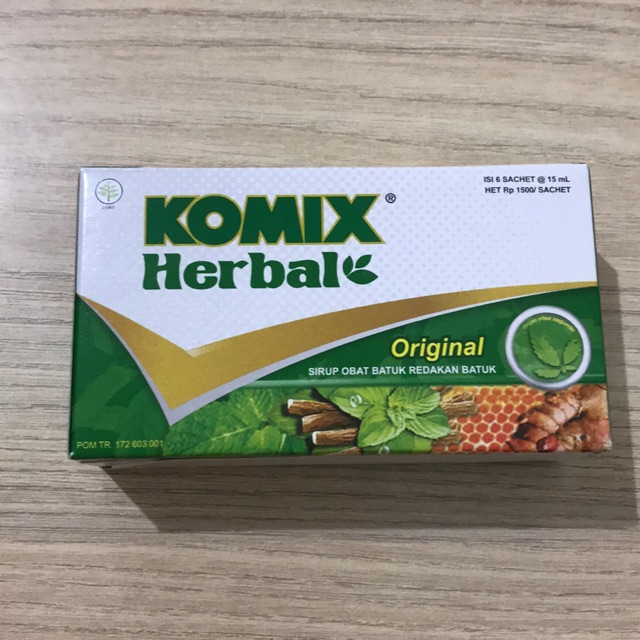 JAMU
ISI 6 SACHET @ 15 mL
HET Rp 1500/ SACHET
KOMIX®
Herbal
Original
SIRUP OBAT BATUK REDAKAN BATUK
POM TR. 172 603 001